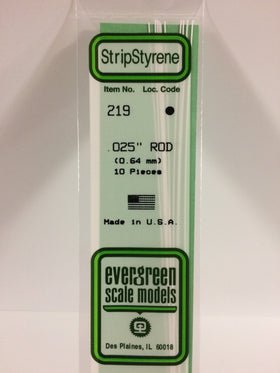 StripStyrene
Item No. Loc. Code
219
.025" ROD
(0.64 mm)
10 Pieces
Made in U.S.A.
evergreen
scale models
Des Plaines, IL 60018